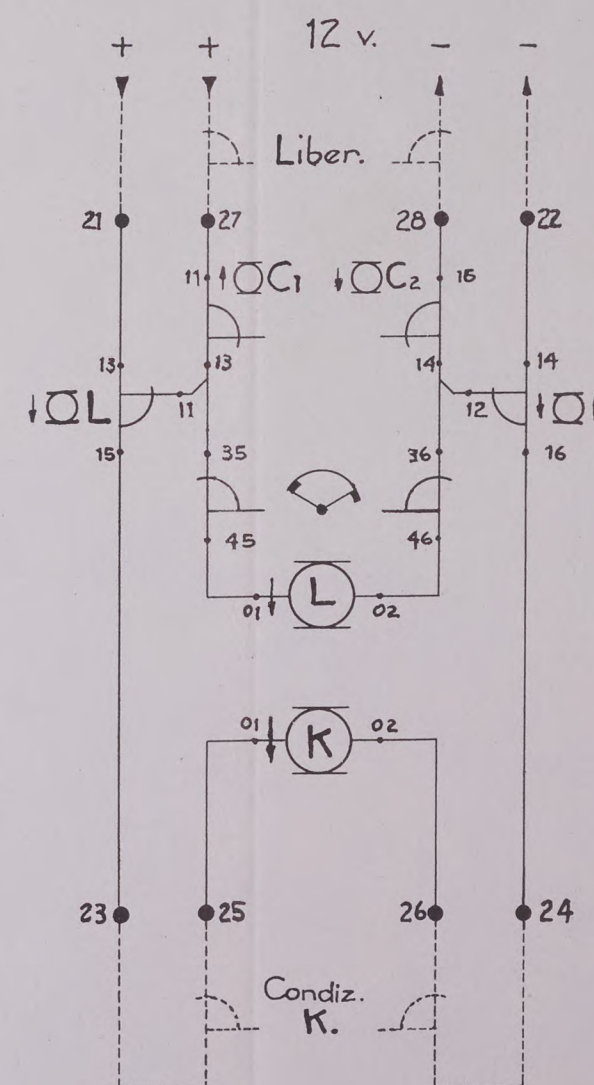 12 v.
+ + - -
Liber.
21 27 28 22
11 C1 C2 15
13 13 14 14
L 11 12
15 35 36 16
45 46
L
01 02
K
01 02
23 25 26 24
Condiz.
K.